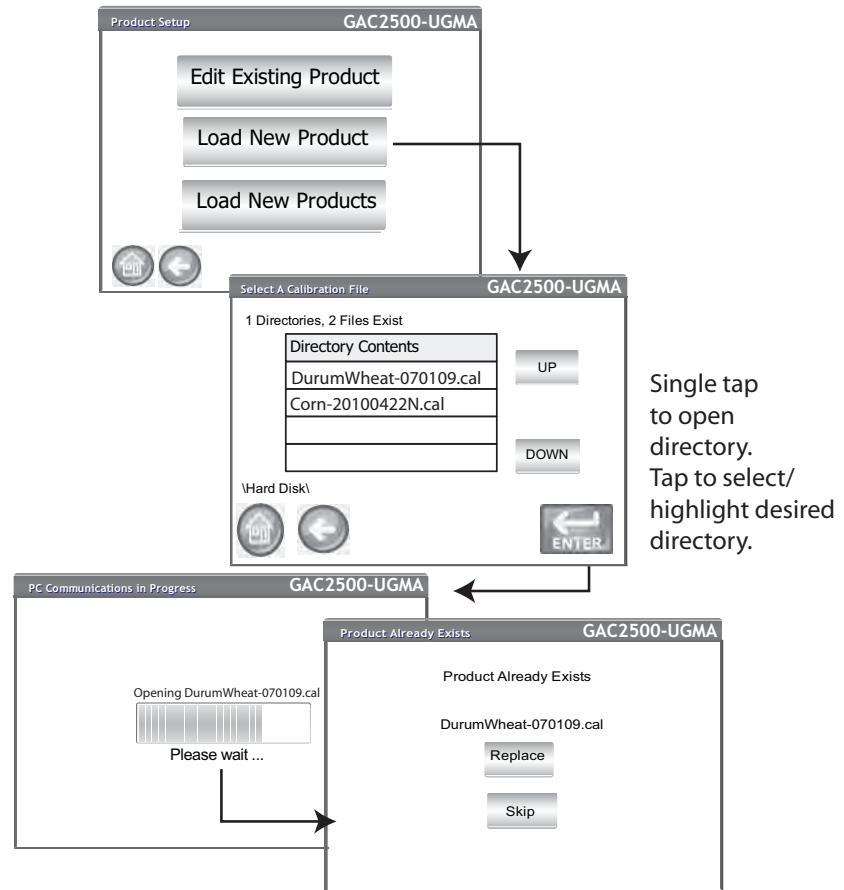 Product Setup GAC2500-UGMA
Edit Existing Product
Load New Product
Load New Products
Select A Calibration File GAC2500-UGMA
1 Directories, 2 Files Exist
Directory Contents
DurumWheat-070109.cal
Corn-20100422N.cal
UP
DOWN
\Hard Disk\
ENTER
Single tap
to open
directory.
Tap to select/
highlight desired
directory.
PC Communications in Progress GAC2500-UGMA
Opening DurumWheat-070109.cal
Please wait ...
Product Already Exists GAC2500-UGMA
Product Already Exists
DurumWheat-070109.cal
Replace
Skip